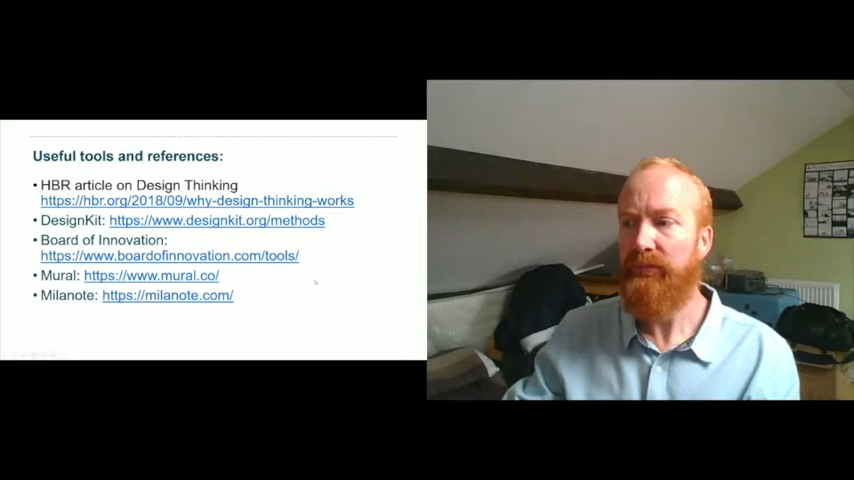 Useful tools and references:
• HBR article on Design Thinking
https://hbr.org/2018/09/why-design-thinking-works
• DesignKit: https://www.designkit.org/methods
• Board of Innovation:
https://www.boardofinnovation.com/tools/
• Mural: https://www.mural.co/
• Milanote: https://milanote.com/